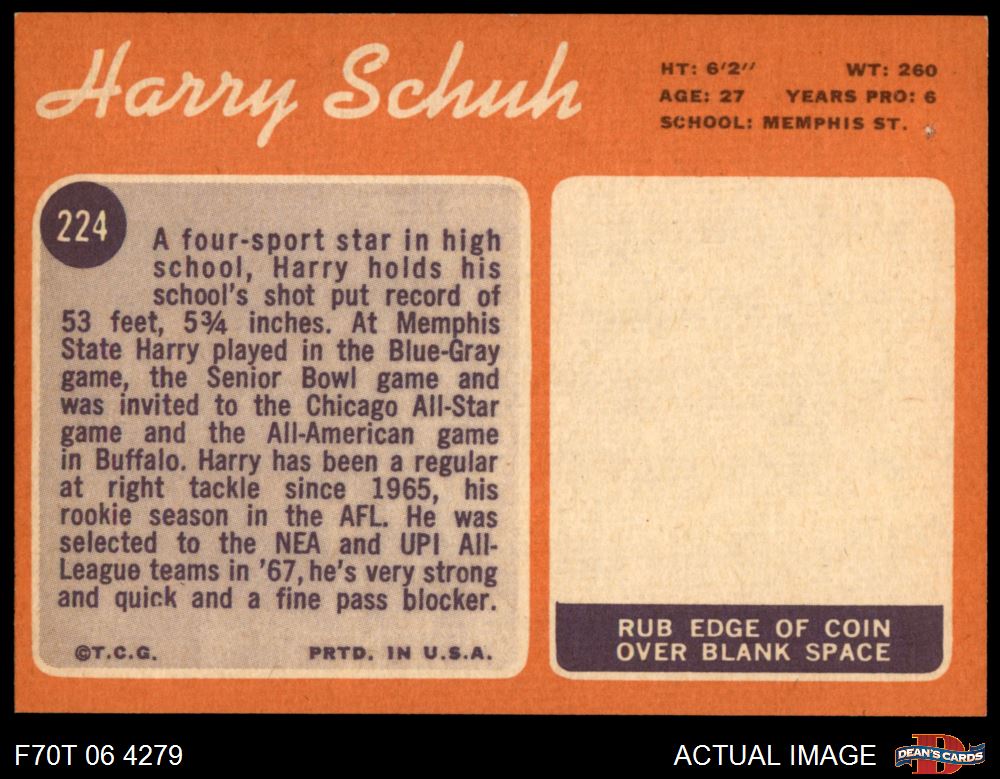 Harry Schuh
HT: 6'2" WT: 260
AGE: 27 YEARS PRO: 6
SCHOOL: MEMPHIS ST.
224
A four-sport star in high
school, Harry holds his
school's shot put record of
53 feet, 5¾ inches. At Memphis
State Harry played in the Blue-Gray
game, the Senior Bowl game and
was invited to the Chicago All-Star
game and the All-American game
in Buffalo. Harry has been a regular
at right tackle since 1965, his
rookie season in the AFL. He was
selected to the NEA and UPI All-
League teams in '67, he's very strong
and quick and a fine pass blocker.
©T.C.G. PRTD. IN U.S.A.
RUB EDGE OF COIN
OVER BLANK SPACE
F70T 06 4279
ACTUAL IMAGE
D
DEAN'S CARDS